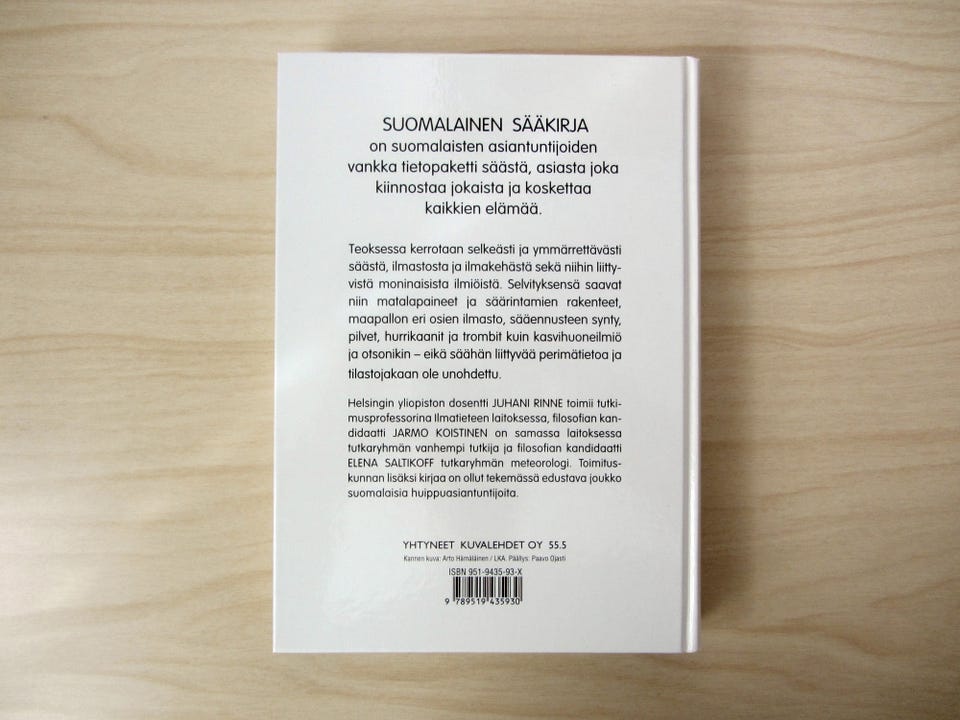 SUOMALAINEN SÄÄKIRJA
on suomalaisten asiantuntijoiden
vankka tietopaketti säästä, asiasta joka
kiinnostaa jokaista ja koskettaa
kaikkien elämää.
Teoksessa kerrotaan selkeästi ja ymmärrettävästi
säästä, ilmastosta ja ilmakehästä sekä niihin liitty-
vistä moninaisista ilmiöistä. Selvityksensä saavat
niin matalapaineet ja säärintamien rakenteet,
maapallon eri osien ilmasto, sääennusteen synty,
pilvet, hurrikaanit ja trombit kuin kasvihuoneilmiö
ja otsonikin – eikä säähän liittyvää perimätietoa ja
tilastojakaan ole unohdettu.
Helsingin yliopiston dosentti JUHANI RINNE toimii tutki-
musprofessorina Ilmatieteen laitoksessa, filosofian kan-
didaatti JARMO KOISTINEN on samassa laitoksessa
tutkaryhmän vanhempi tutkija ja filosofian kandidaatti
ELENA SALTIKOFF tutkaryhmän meteorologi. Toimitus-
kunnan lisäksi kirjaa on ollut tekemässä edustava joukko
suomalaisia huippuasiantuntijoita.
YHTYNEET KUVALEHDET OY 55.5
Kannen kuva: Arto Hämäläinen / LKA. Päällys: Paavo Ojasti
ISBN 951-9435-93-X
9 789519 435930